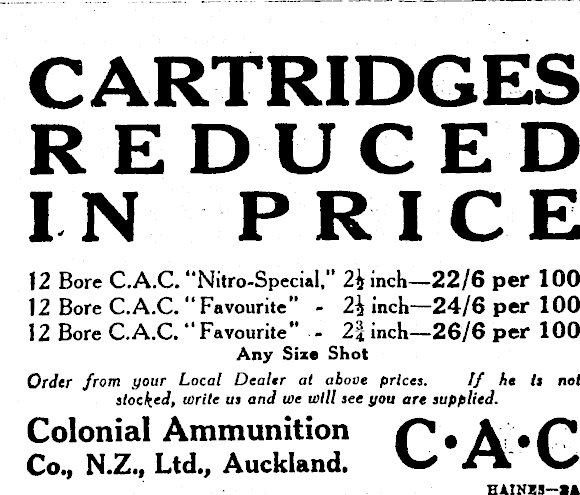 CARTRIDGES
REDUCED
IN PRICE
12 Bore C.A.C. "Nitro-Special," 2½ inch—22/6 per 100
12 Bore C.A.C. "Favourite" - 2½ inch—24/6 per 100
12 Bore C.A.C. "Favourite" - 2¾ inch—26/6 per 100
Any Size Shot
Order from your Local Dealer at above prices. If he is not
stocked, write us and we will see you are supplied.
Colonial Ammunition
Co., N.Z., Ltd., Auckland.
C·A·C
HAINES—2A